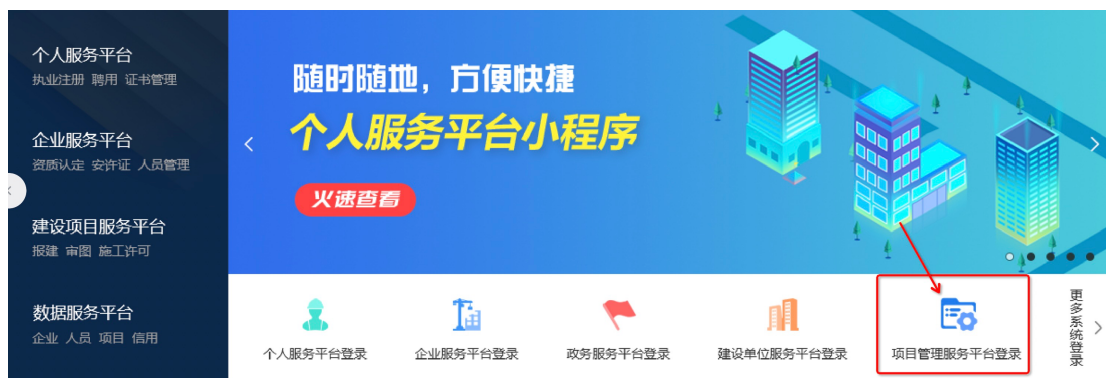 个人服务平台
执业注册 聘用 证书管理
企业服务平台
资质认定 安许证 人员管理
建设项目服务平台
报建 审图 施工许可
数据服务平台
企业 人员 项目 信用
随时随地，方便快捷
个人服务平台小程序
火速查看
个人服务平台登录
企业服务平台登录
政务服务平台登录
建设单位服务平台登录
项目管理服务平台登录
更多系统登录